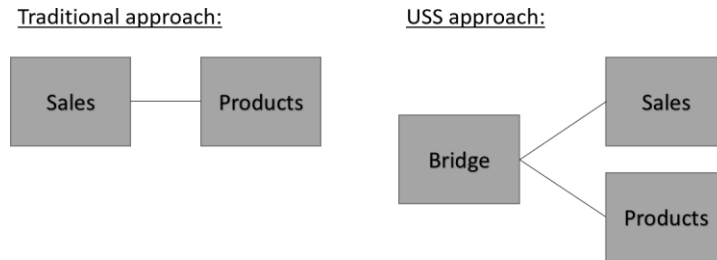 Traditional approach:
USS approach:
Sales
Products
Bridge
Sales
Products